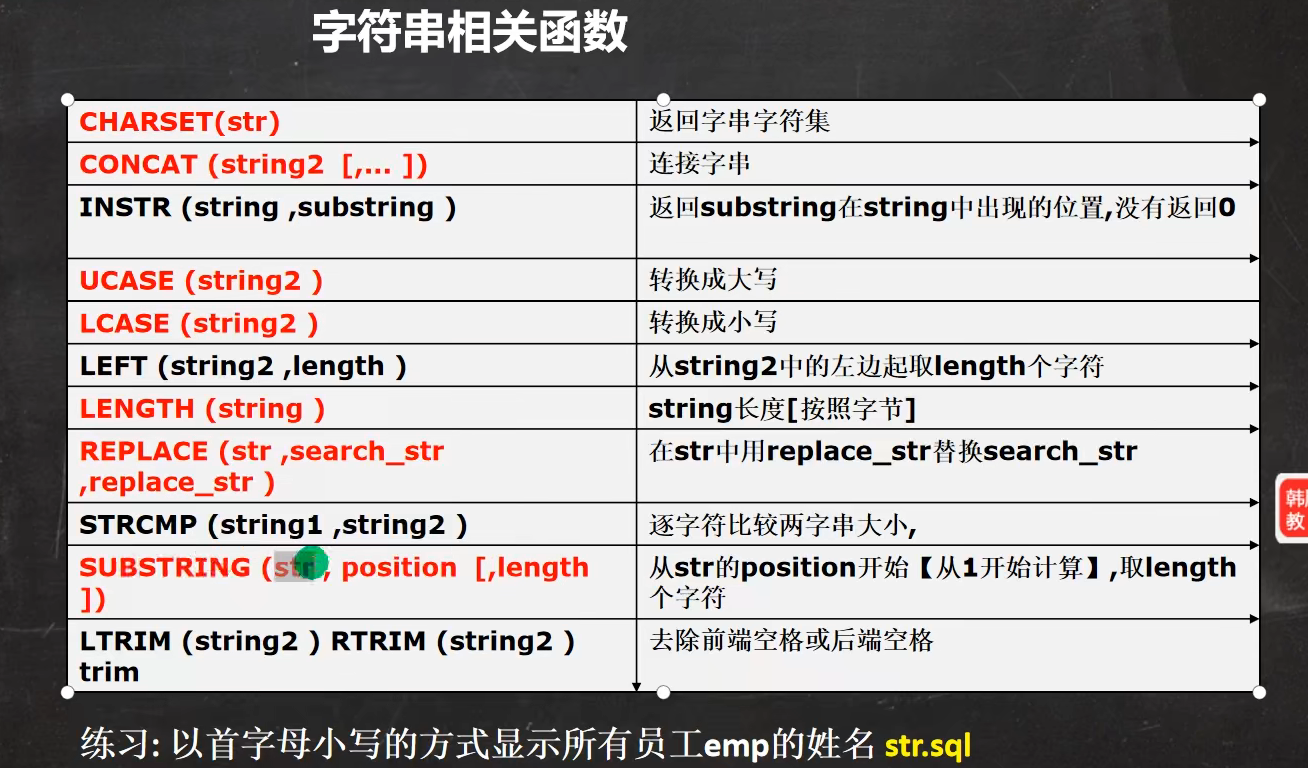 字符串相关函数
CHARSET(str)
返回字串字符集
CONCAT (string2 [,... ])
连接字串
INSTR (string ,substring )
返回substring在string中出现的位置,没有返回0
UCASE (string2 )
转换成大写
LCASE (string2 )
转换成小写
LEFT (string2 ,length )
从string2中的左边起取length个字符
LENGTH (string )
string长度[按照字节]
REPLACE (str ,search_str
,replace_str )
在str中用replace_str替换search_str
STRCMP (string1 ,string2 )
逐字符比较两字串大小,
SUBSTRING (str , position [,length
])
从str的position开始【从1开始计算】,取length
个字符
LTRIM (string2 ) RTRIM (string2 )
trim
去除前端空格或后端空格
练习: 以首字母小写的方式显示所有员工emp的姓名 str.sql
教